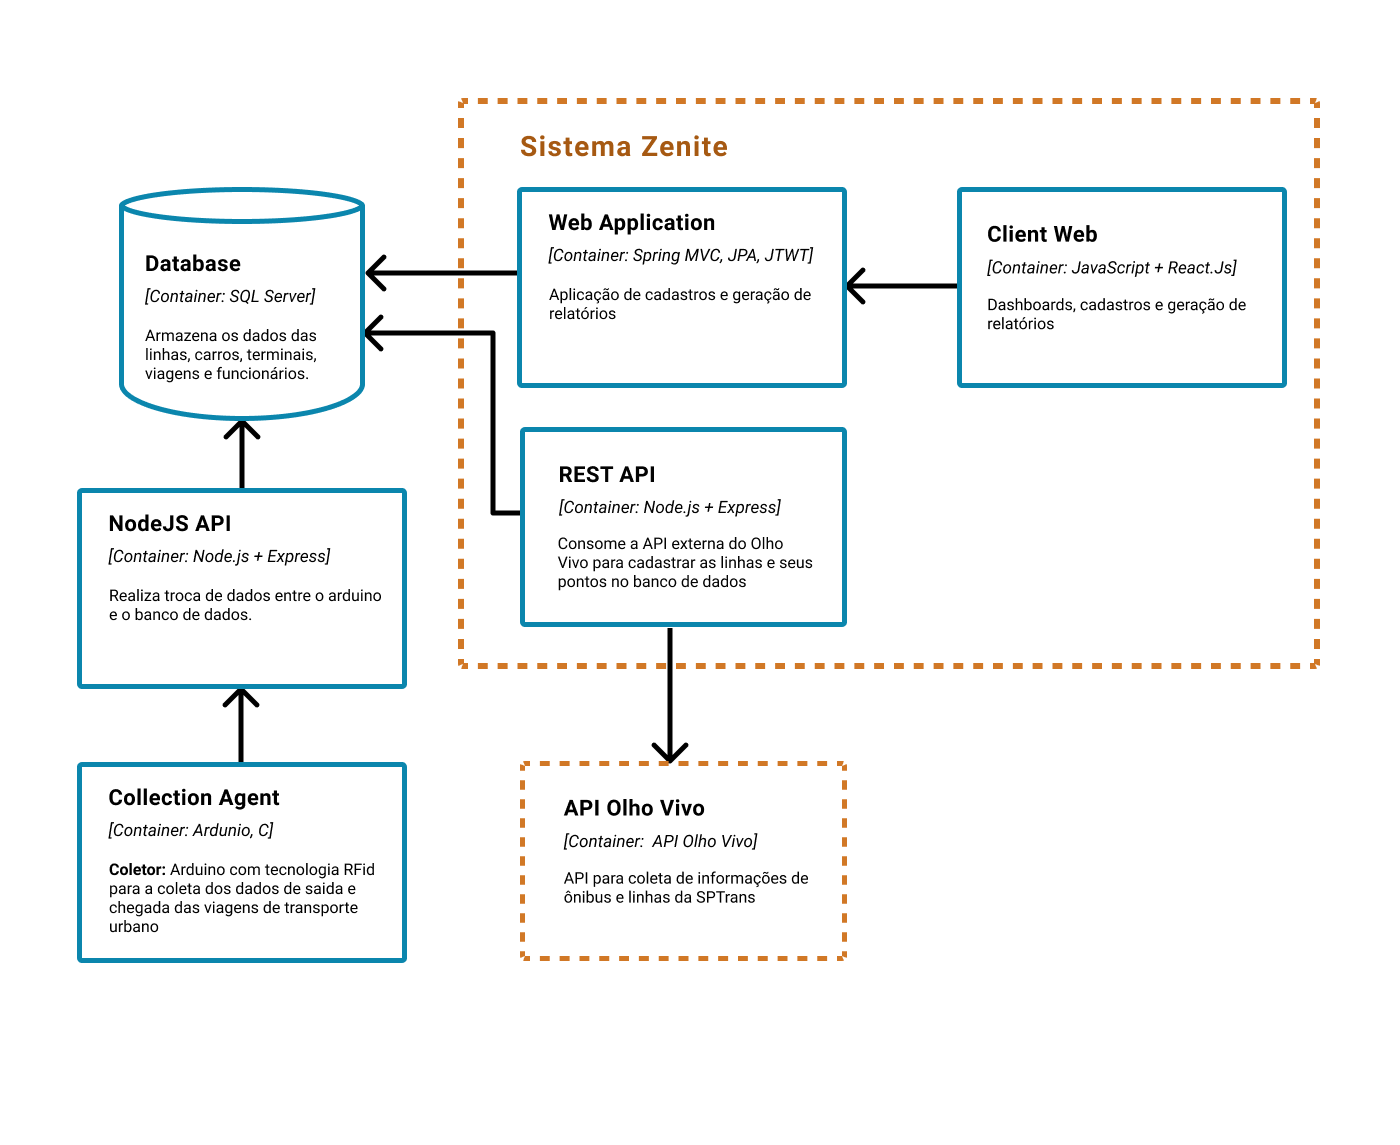 Sistema Zenite
Web Application
[Container: Spring MVC, JPA, JTWT]
Aplicação de cadastros e geração de
relatórios
Client Web
[Container: JavaScript + React.Js]
Dashboards, cadastros e geração de
relatórios
Database
[Container: SQL Server]
Armazena os dados das
linhas, carros, terminais,
viagens e funcionários.
REST API
[Container: Node.js + Express]
Consome a API externa do Olho
Vivo para cadastrar as linhas e seus
pontos no banco de dados
NodeJS API
[Container: Node.js + Express]
Realiza troca de dados entre o arduino
e o banco de dados.
Collection Agent
[Container: Ardunio, C]
Coletor: Arduino com tecnologia RFid
para a coleta dos dados de saida e
chegada das viagens de transporte
urbano
API Olho Vivo
[Container:  API Olho Vivo]
API para coleta de informações de
ônibus e linhas da SPTrans